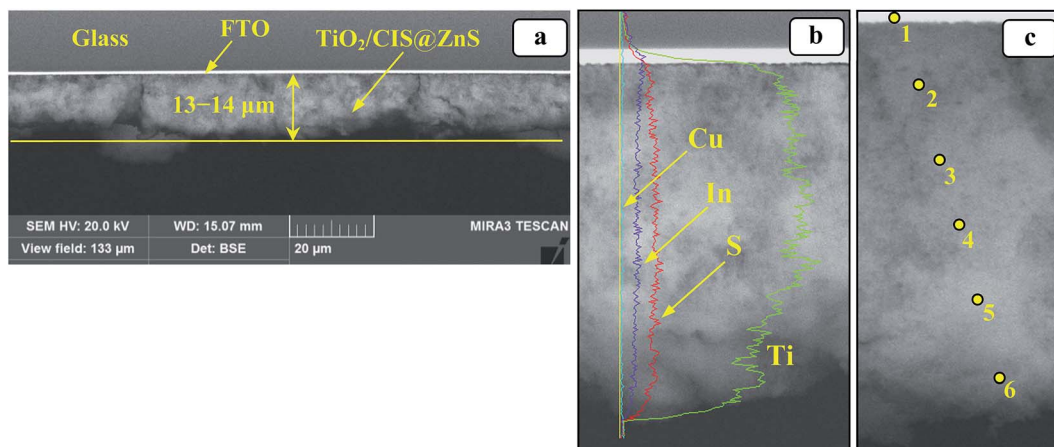 Glass
FTO
TiO₂/CIS@ZnS
a
13−14 µm
SEM HV: 20.0 kV
WD: 15.07 mm
MIRA3 TESCAN
View field: 133 µm
Det: BSE
20 µm
b
Cu
In
S
Ti
c
1
2
3
4
5
6